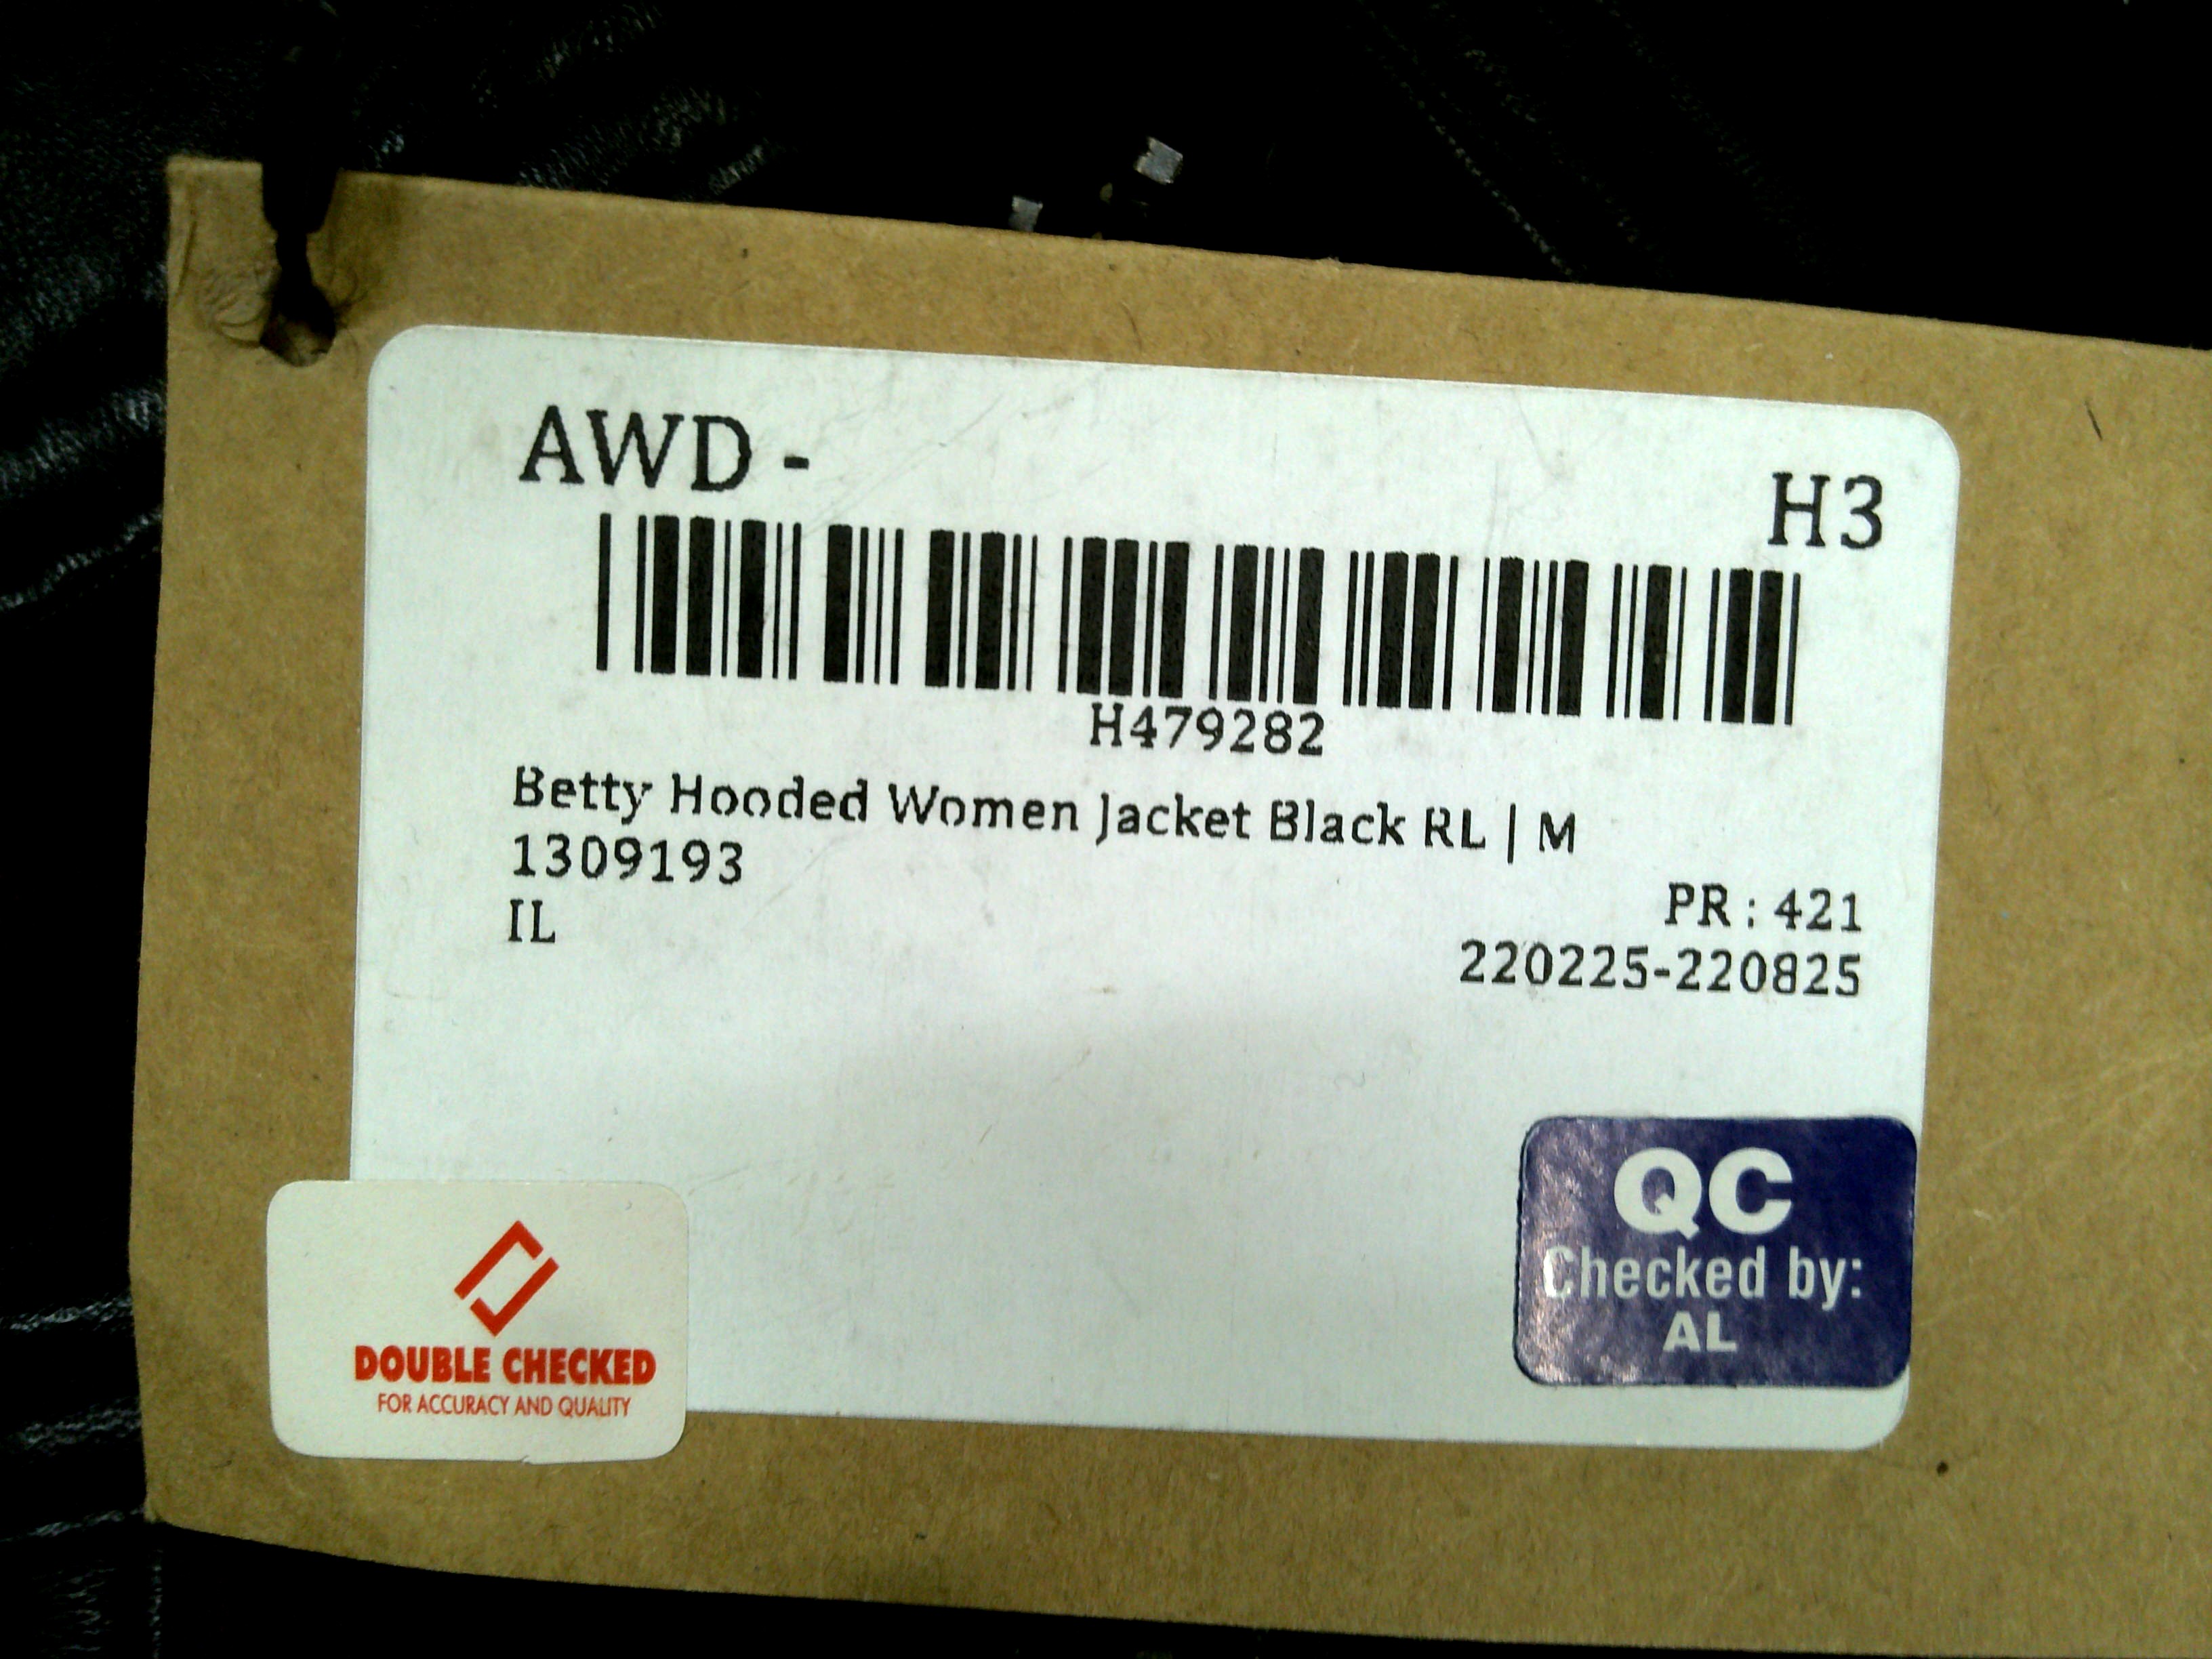 AWD -
H3
H479282
Betty Hooded Women Jacket Black RL | M
1309193
PR : 421
IL
220225-220825
QC
Checked by:
AL
DOUBLE CHECKED
FOR ACCURACY AND QUALITY